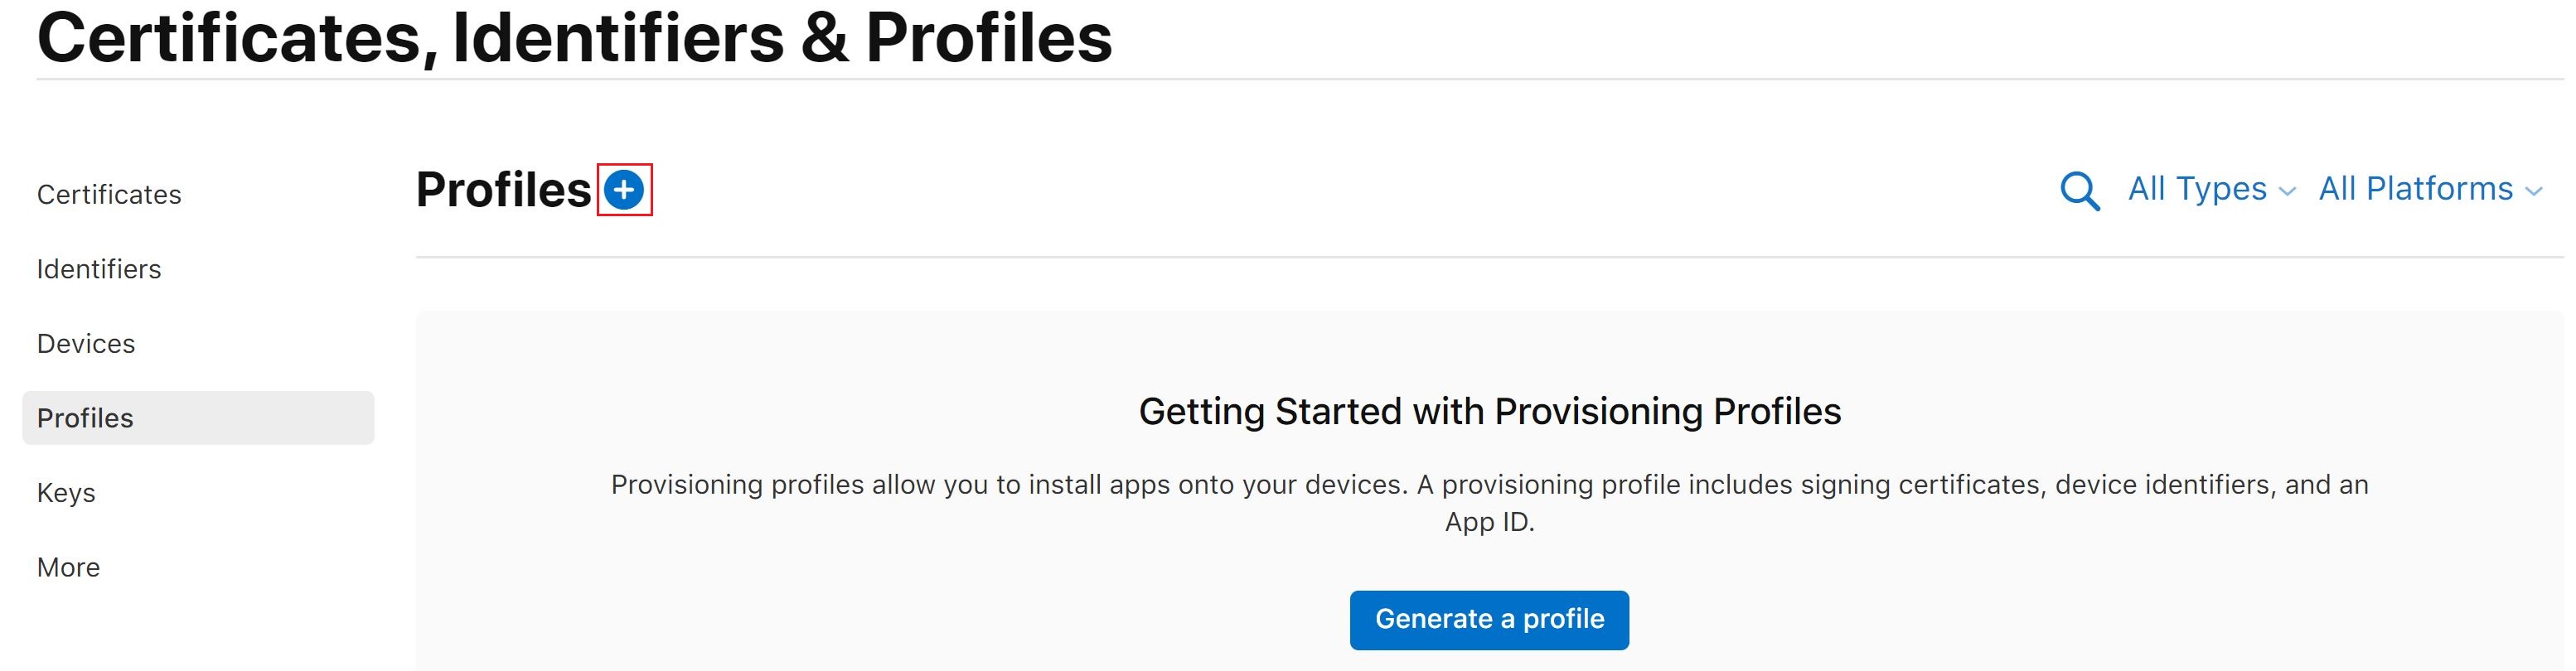 Certificates, Identifiers & Profiles
Certificates
Identifiers
Devices
Profiles
Keys
More
Profiles
All Types
All Platforms
Getting Started with Provisioning Profiles
Provisioning profiles allow you to install apps onto your devices. A provisioning profile includes signing certificates, device identifiers, and an
App ID.
Generate a profile